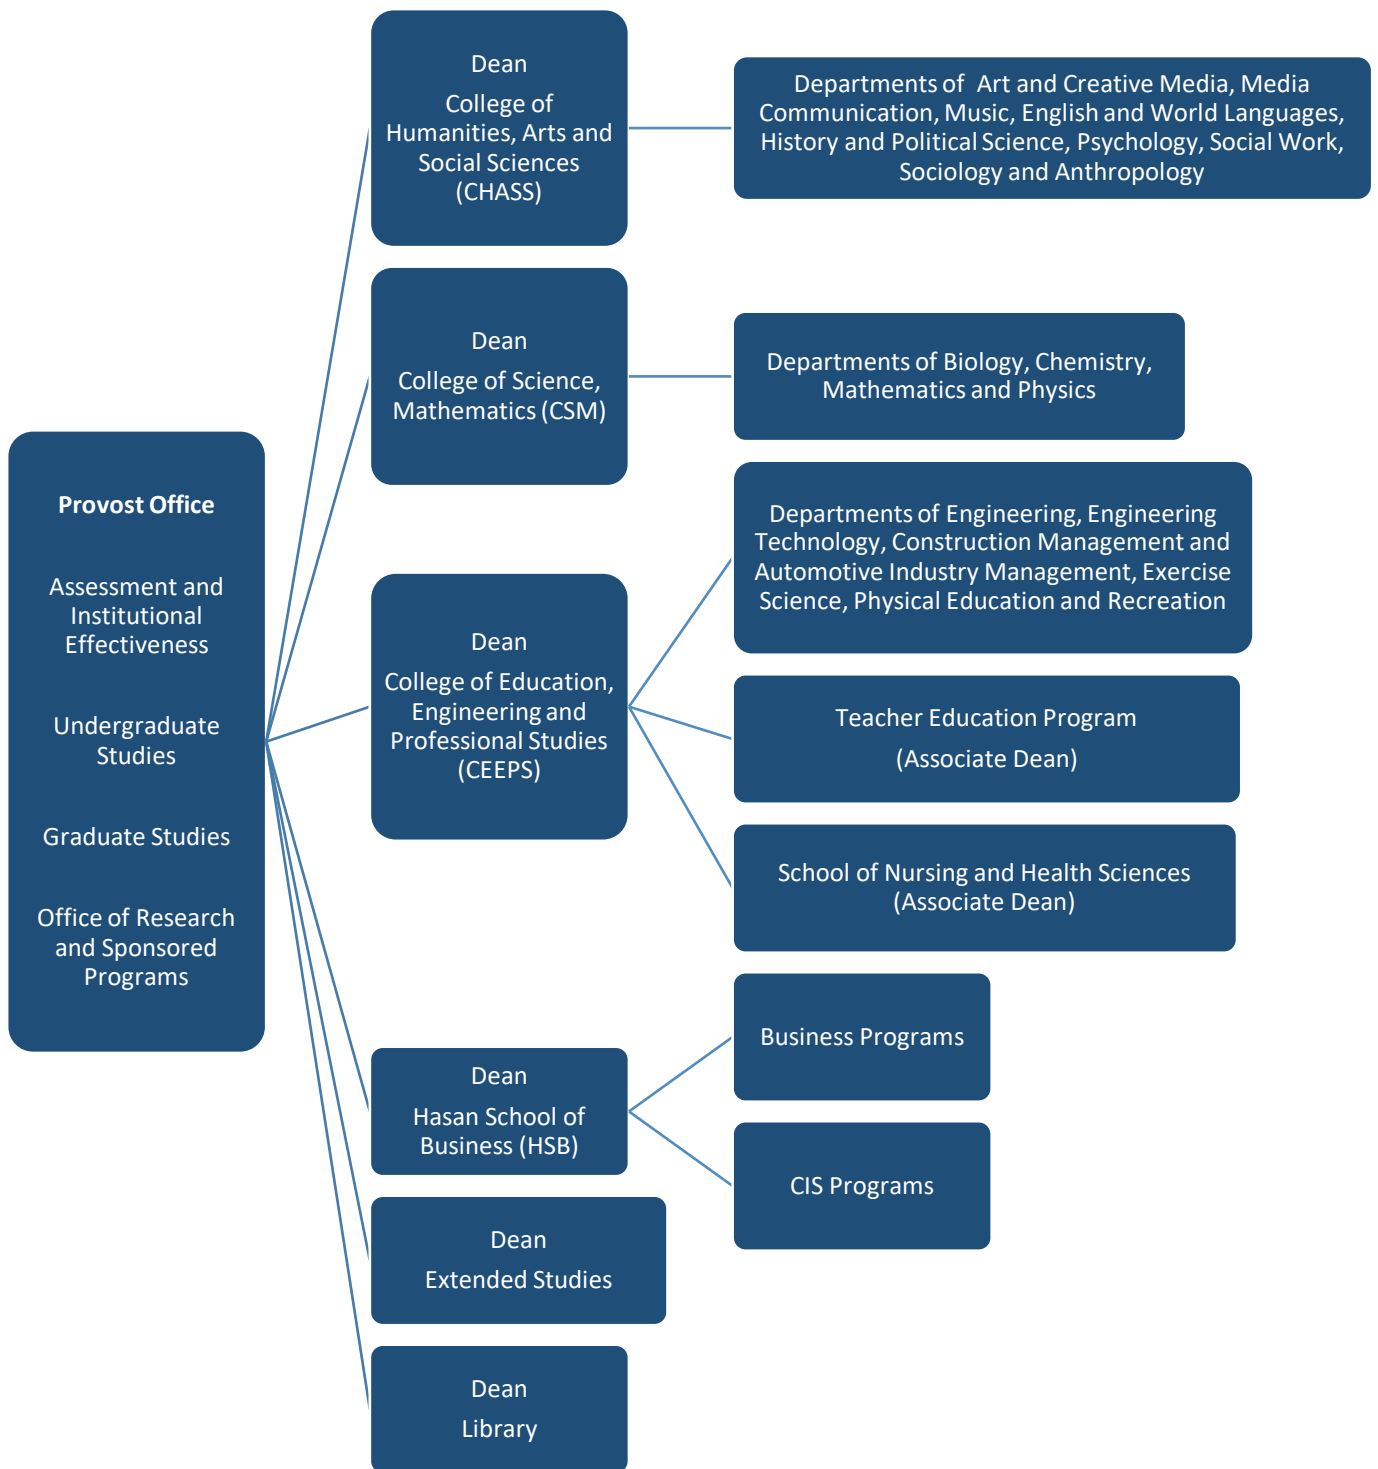 Provost Office
Assessment and
Institutional
Effectiveness
Undergraduate
Studies
Graduate Studies
Office of Research
and Sponsored
Programs
Dean
College of
Humanities, Arts and
Social Sciences
(CHASS)
Departments of Art and Creative Media, Media
Communication, Music, English and World Languages,
History and Political Science, Psychology, Social Work,
Sociology and Anthropology
Dean
College of Science,
Mathematics (CSM)
Departments of Biology, Chemistry,
Mathematics and Physics
Dean
College of Education,
Engineering and
Professional Studies
(CEEPS)
Departments of Engineering, Engineering
Technology, Construction Management and
Automotive Industry Management, Exercise
Science, Physical Education and Recreation
Teacher Education Program
(Associate Dean)
School of Nursing and Health Sciences
(Associate Dean)
Dean
Hasan School of
Business (HSB)
Business Programs
CIS Programs
Dean
Extended Studies
Dean
Library